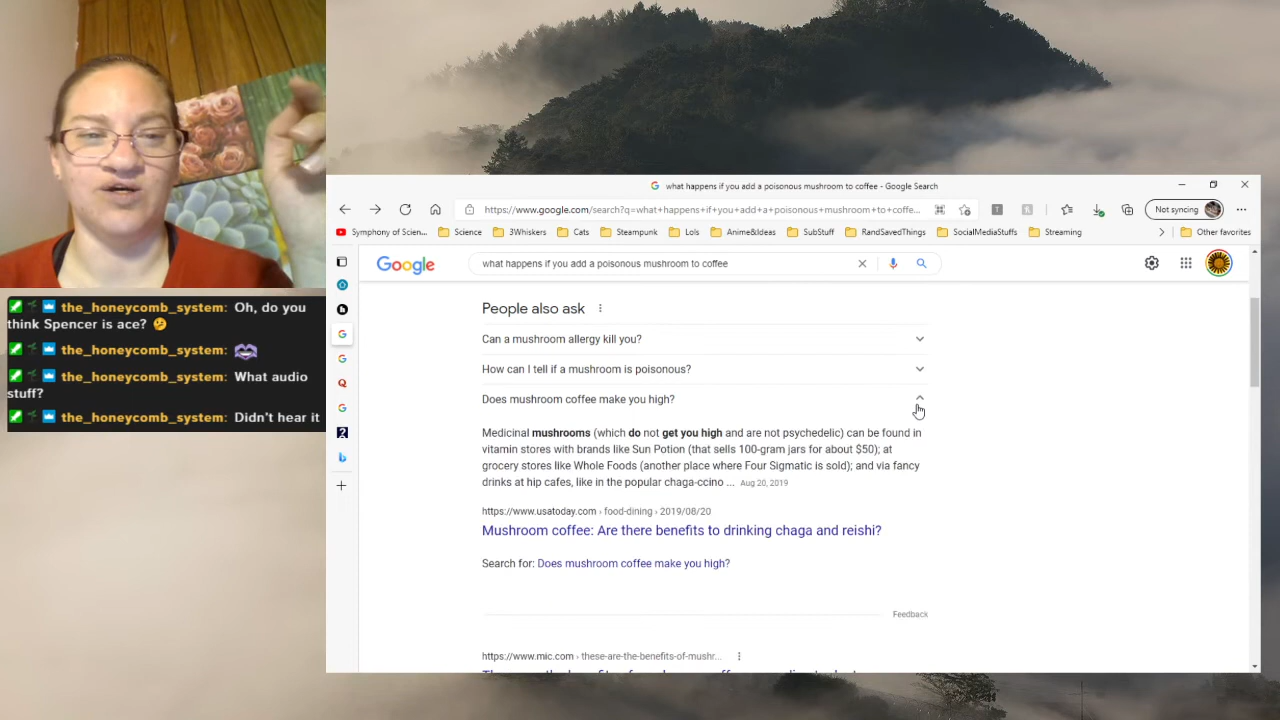 the_honeycomb_system: Oh, do you
think Spencer is ace?
the_honeycomb_system:
the_honeycomb_system: What audio
stuff?
the_honeycomb_system: Didn't hear it
what happens if you add a poisonous mushroom to coffee - Google Search
https://www.google.com/search?q=what+happens+if+you+add+a+poisonous+mushroom+to+coffe...
Not syncing
Symphony of Scien...
Science
3Whiskers
Cats
Steampunk
Lols
Anime&Ideas
SubStuff
RandSavedThings
SocialMediaStuffs
Streaming
Other favorites
Google
what happens if you add a poisonous mushroom to coffee
People also ask
Can a mushroom allergy kill you?
How can I tell if a mushroom is poisonous?
Does mushroom coffee make you high?
Medicinal mushrooms (which do not get you high and are not psychedelic) can be found in
vitamin stores with brands like Sun Potion (that sells 100-gram jars for about $50); at
grocery stores like Whole Foods (another place where Four Sigmatic is sold); and via fancy
drinks at hip cafes, like in the popular chaga-ccino ... Aug 20, 2019
https://www.usatoday.com › food-dining › 2019/08/20
Mushroom coffee: Are there benefits to drinking chaga and reishi?
Search for: Does mushroom coffee make you high?
Feedback
https://www.mic.com › these-are-the-benefits-of-mushr...